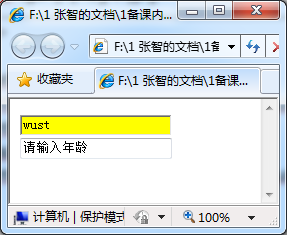 F:\1 张智的文档\1备课内...
F:\1 张智的文档\1备
收藏夹
F:\1 张智的文档\1备课...
wust
请输入年龄
计算机 | 保护模式
100%